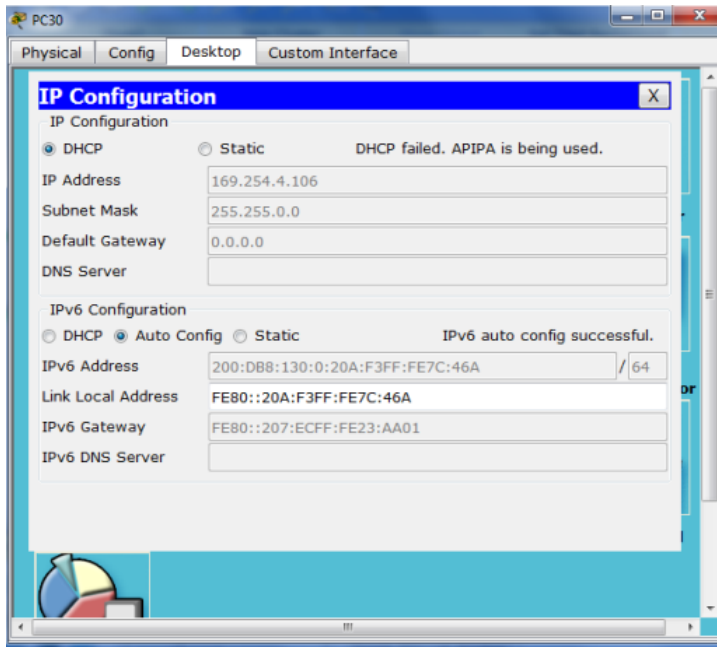 PC30
Physical Config Desktop Custom Interface
IP Configuration X
IP Configuration
DHCP Static DHCP failed. APIPA is being used.
IP Address 169.254.4.106
Subnet Mask 255.255.0.0
Default Gateway 0.0.0.0
DNS Server
IPv6 Configuration
DHCP Auto Config Static IPv6 auto config successful.
IPv6 Address 200:DB8:130:0:20A:F3FF:FE7C:46A / 64
Link Local Address FE80::20A:F3FF:FE7C:46A
IPv6 Gateway FE80::207:ECFF:FE23:AA01
IPv6 DNS Server
or